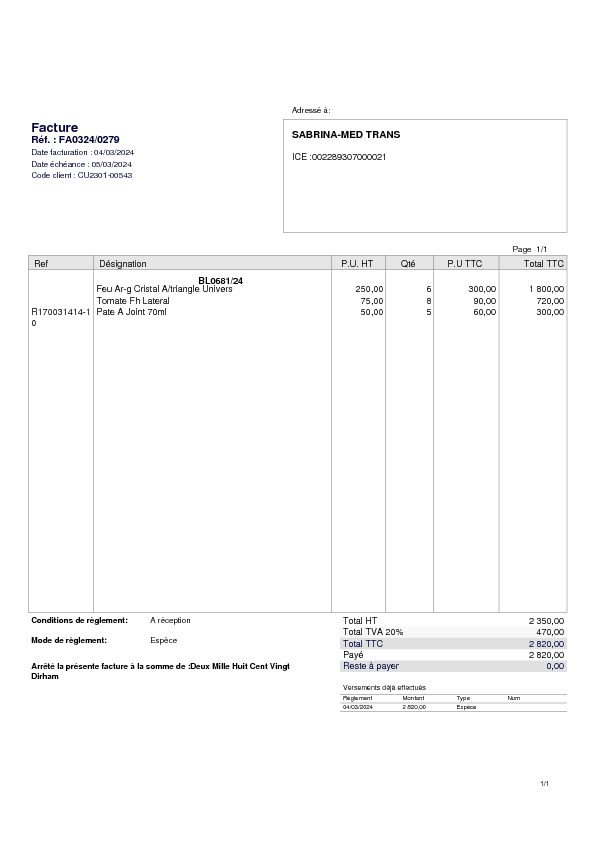 Adressé à:
Facture
Réf. : FA0324/0279
Date facturation : 04/03/2024
Date échéance : 05/03/2024
Code client : CU2301-00543
SABRINA-MED TRANS
ICE :002289307000021
Page 1/1
Ref Désignation P.U. HT Qté P.U TTC Total TTC
BL0681/24
Feu Ar-g Cristal A/triangle Univers 250,00 6 300,00 1 800,00
Tomate Fh Lateral 75,00 8 90,00 720,00
R170031414-1 Pate A Joint 70ml 50,00 5 60,00 300,00
0
Conditions de règlement: A réception
Mode de règlement: Espèce
Arrêté la présente facture à la somme de :Deux Mille Huit Cent Vingt
Dirham
Total HT 2 350,00
Total TVA 20% 470,00
Total TTC 2 820,00
Payé 2 820,00
Reste à payer 0,00
Versements déjà effectués
Règlement Montant Type Num
04/03/2024 2 820,00 Espèce
1/1